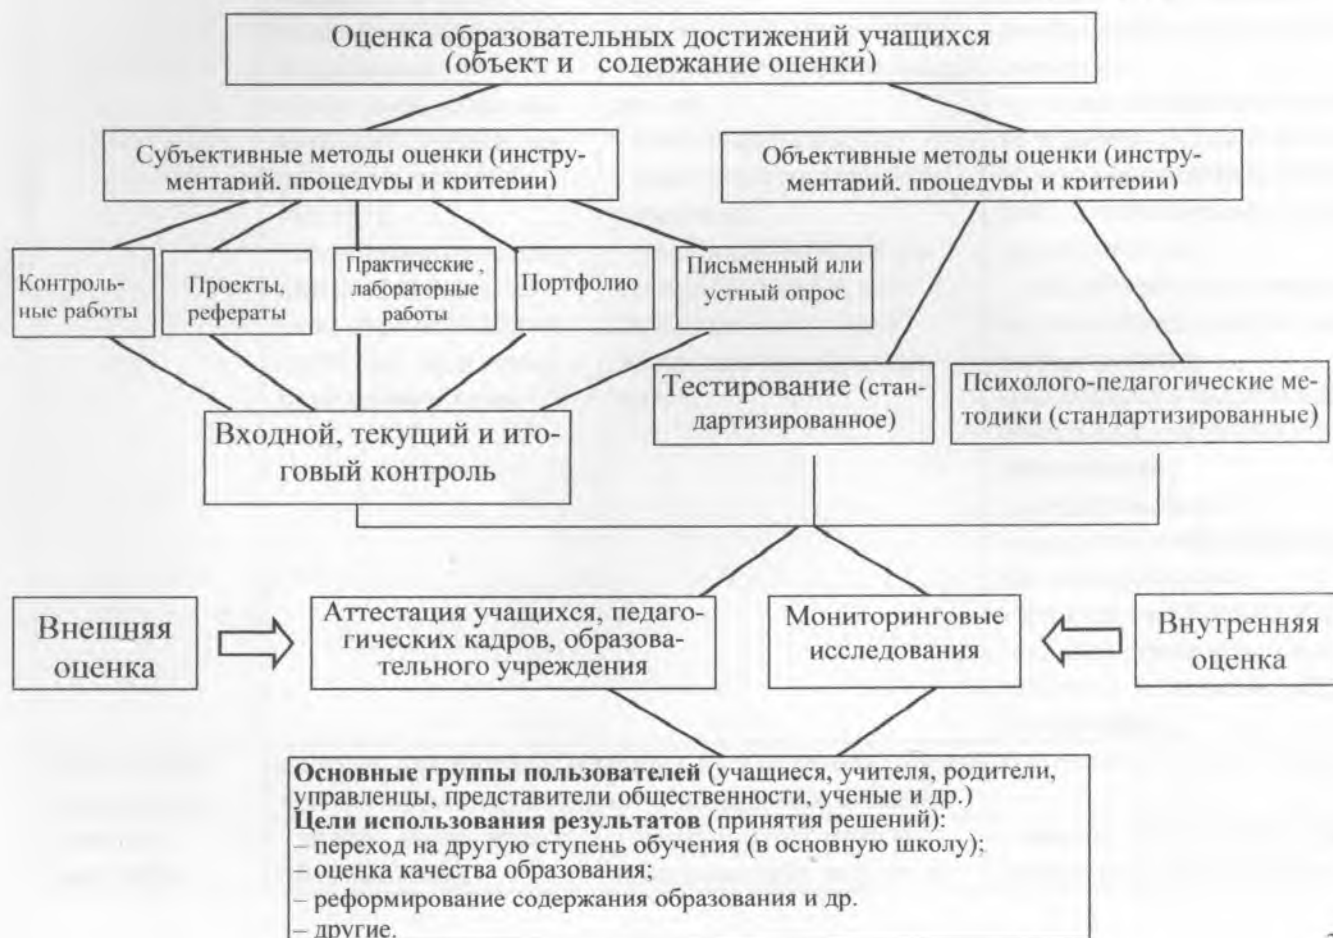 Оценка образовательных достижений учащихся
(объект и содержание оценки)
Субъективные методы оценки (инстру-
ментарий, процедуры и критерии)
Объективные методы оценки (инстру-
ментарий, процедуры и критерии)
Контроль-
ные работы
Проекты,
рефераты
Практические,
лабораторные
работы
Портфолио
Письменный или
устный опрос
Тестирование (стан-
дартизированное)
Психолого-педагогические ме-
тодики (стандартизированные)
Входной, текущий и ито-
говый контроль
Внешняя
оценка
Аттестация учащихся, педаго-
гических кадров, образова-
тельного учреждения
Мониторинговые
исследования
Внутренняя
оценка
Основные группы пользователей (учащиеся, учителя, родители,
управленцы, представители общественности, ученые и др.)
Цели использования результатов (принятия решений):
– переход на другую ступень обучения (в основную школу);
– оценка качества образования;
– реформирование содержания образования и др.
– другие.